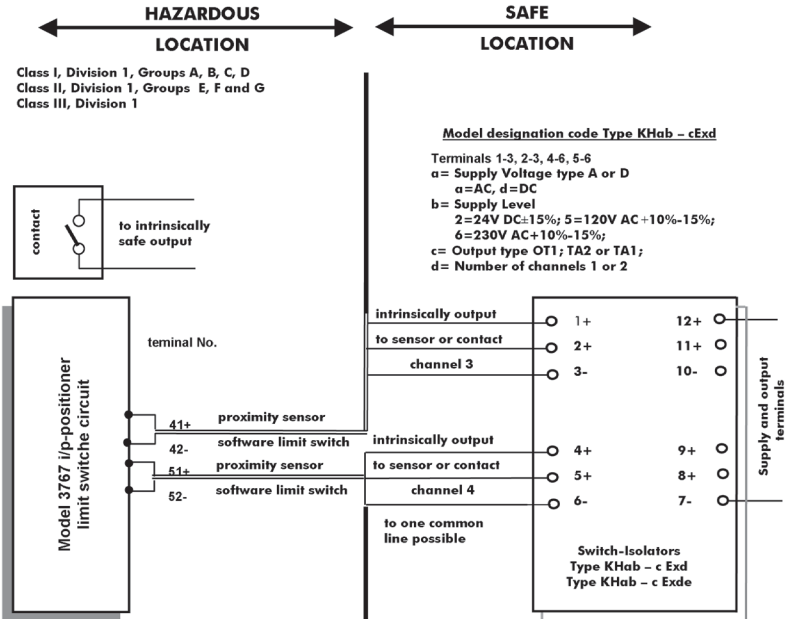 HAZARDOUS
LOCATION
SAFE
LOCATION
Class I, Division 1, Groups A, B, C, D
Class II, Division 1, Groups E, F and G
Class III, Division 1
Model designation code Type KHab – cExd
Terminals 1-3, 2-3, 4-6, 5-6
a= Supply Voltage type A or D
a=AC, d=DC
b= Supply Level
2=24V DC±15%; 5=120V AC+10%-15%;
6=230V AC+10%-15%;
c= Output type OT1; TA2 or TA1;
d= Number of channels 1 or 2
contact
to intrinsically
safe output
Model 3767 i/p-positioner
limit switche circuit
teminal No.
41+
42-
51+
52-
proximity sensor
software limit switch
proximity sensor
software limit switch
intrinsically output
to sensor or contact
channel 3
intrinsically output
to sensor or contact
channel 4
to one common
line possible
1+
2+
3-
4+
5+
6-
12+
11+
10-
9+
8+
7-
Switch-Isolators
Type KHab – c Exd
Type KHab – c Exde
Supply and output
terminals